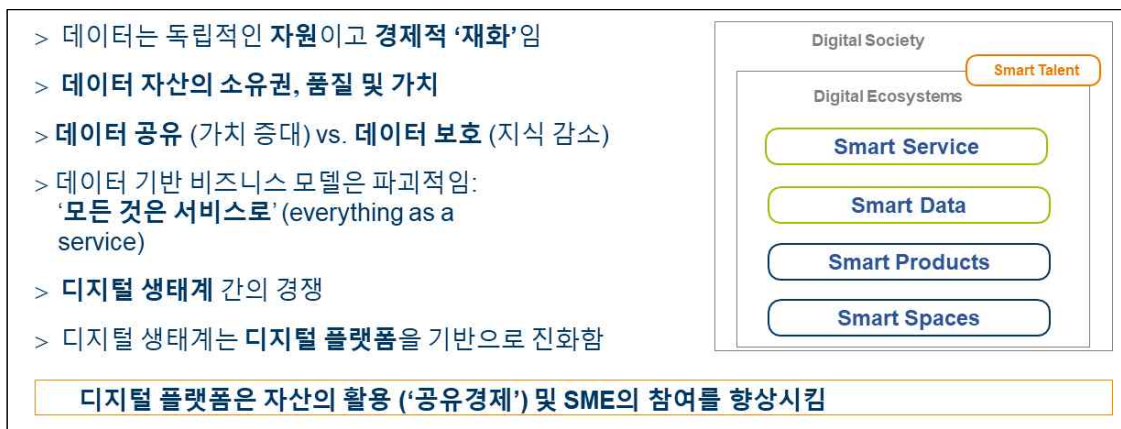 > 데이터는 독립적인 자원이고 경제적 ‘재화’임
> 데이터 자산의 소유권, 품질 및 가치
> 데이터 공유 (가치 증대) vs. 데이터 보호 (지식 감소)
> 데이터 기반 비즈니스 모델은 파괴적임:
‘모든 것은 서비스로’ (everything as a
service)
> 디지털 생태계 간의 경쟁
> 디지털 생태계는 디지털 플랫폼을 기반으로 진화함
Digital Society
Smart Talent
Digital Ecosystems
Smart Service
Smart Data
Smart Products
Smart Spaces
디지털 플랫폼은 자산의 활용 (‘공유경제’) 및 SME의 참여를 향상시킴